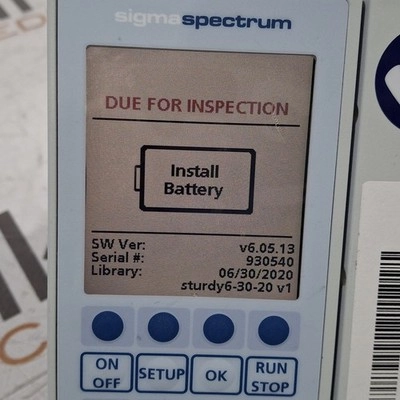 sigmaspectrum
DUE FOR INSPECTION
Install
Battery
SW Ver: v6.05.13
Serial #: 930540
Library: 06/30/2020
sturdy6-30-20 v1
ON
OFF
SETUP
OK
RUN
STOP